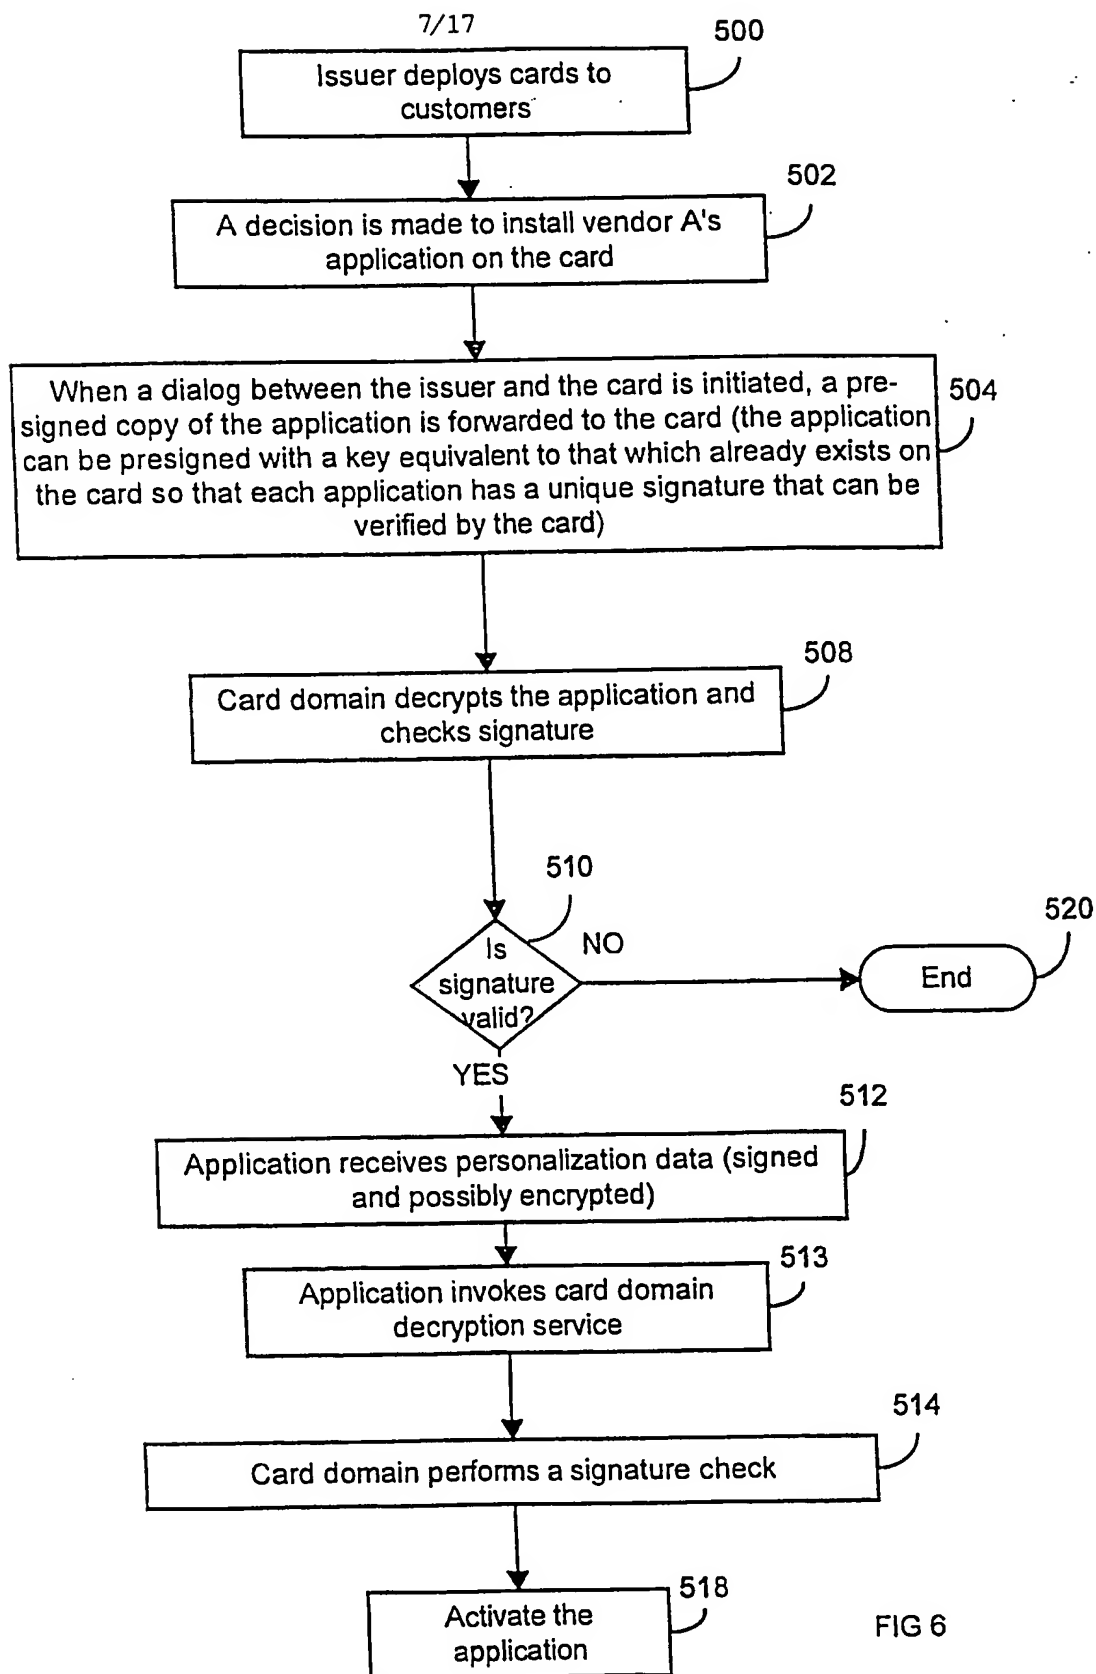 7/17
500
Issuer deploys cards to
customers
502
A decision is made to install vendor A's
application on the card
504
When a dialog between the issuer and the card is initiated, a pre-
signed copy of the application is forwarded to the card (the application
can be presigned with a key equivalent to that which already exists on
the card so that each application has a unique signature that can be
verified by the card)
508
Card domain decrypts the application and
checks signature
510
Is
signature
valid?
NO
520
End
YES
512
Application receives personalization data (signed
and possibly encrypted)
513
Application invokes card domain
decryption service
514
Card domain performs a signature check
518
Activate the
application
FIG 6